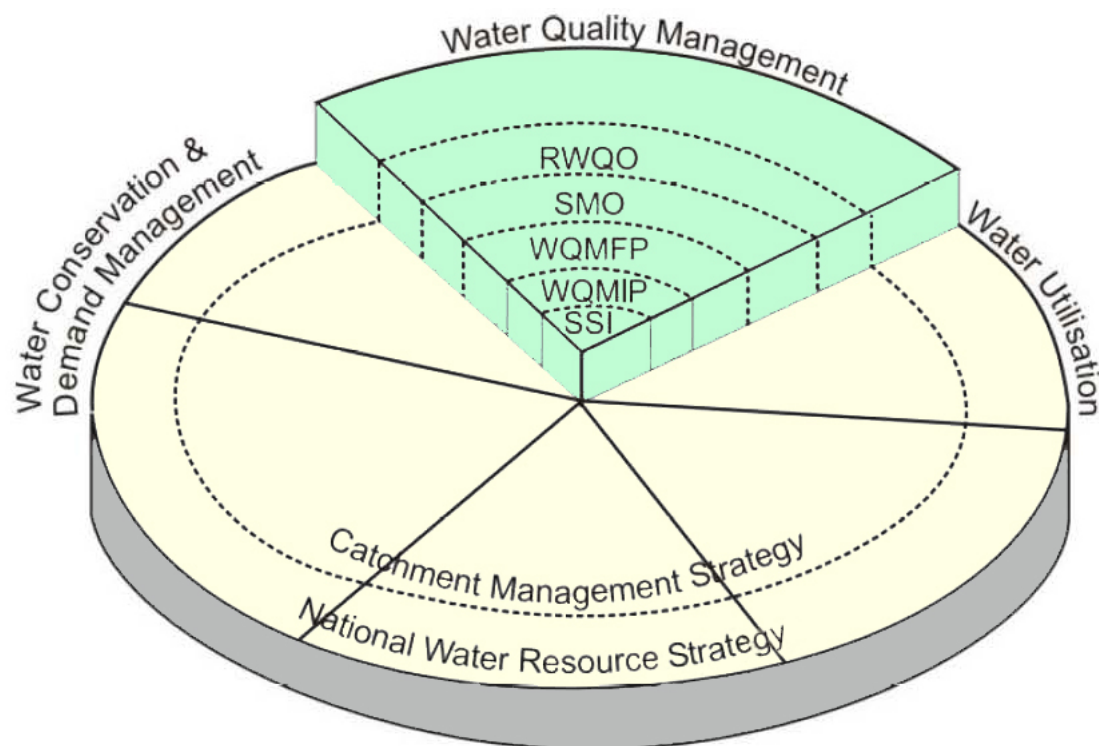 Water Quality Management
Water Conservation &
Demand Management
Water Utilisation
RWQO
SMO
WQMFP
WQMIP
SSI
Catchment Management Strategy
National Water Resource Strategy